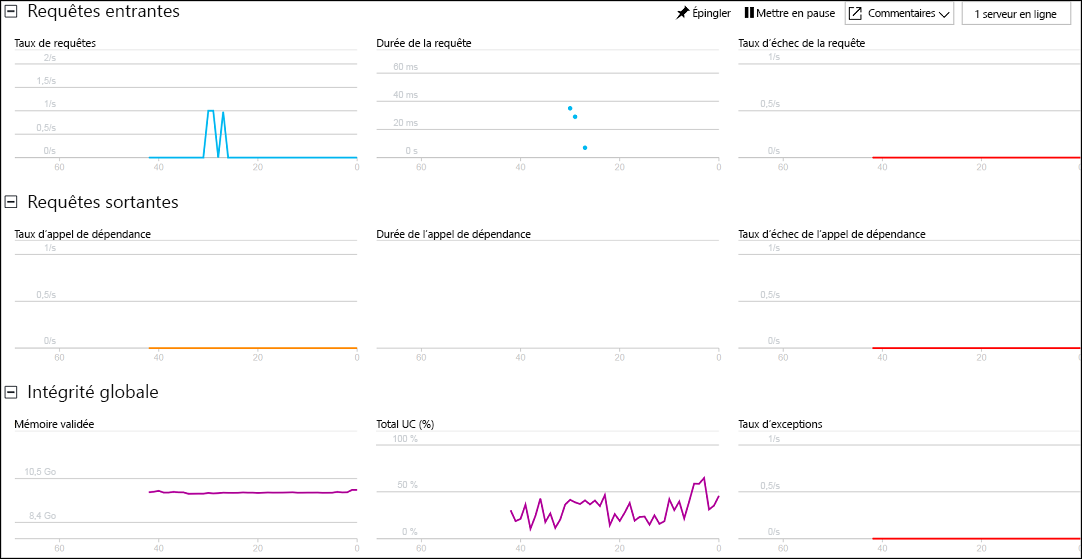 Requêtes entrantes
Épingler Mettre en pause Commentaires 1 serveur en ligne
Taux de requêtes Durée de la requête Taux d'échec de la requête
2/s
1,5/s
1/s
0,5/s
0/s
60 40 20 0
60 ms
40 ms
20 ms
0 s
60 40 20 0
1/s
0,5/s
0/s
60 40 20 0
Requêtes sortantes
Taux d'appel de dépendance Durée de l'appel de dépendance Taux d'échec de l'appel de dépendance
1/s
0,5/s
0/s
60 40 20 0
60 40 20 0
1/s
0,5/s
0/s
60 40 20 0
Intégrité globale
Mémoire validée Total UC (%) Taux d'exceptions
10,5 Go
8,4 Go
60 40 20 0
100 %
50 %
0 %
60 40 20 0
1/s
0,5/s
0/s
60 40 20 0